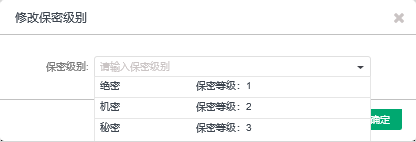 修改保密级别 ×
保密级别: 请输入保密级别
绝密 保密等级：1
机密 保密等级：2
秘密 保密等级：3
确定